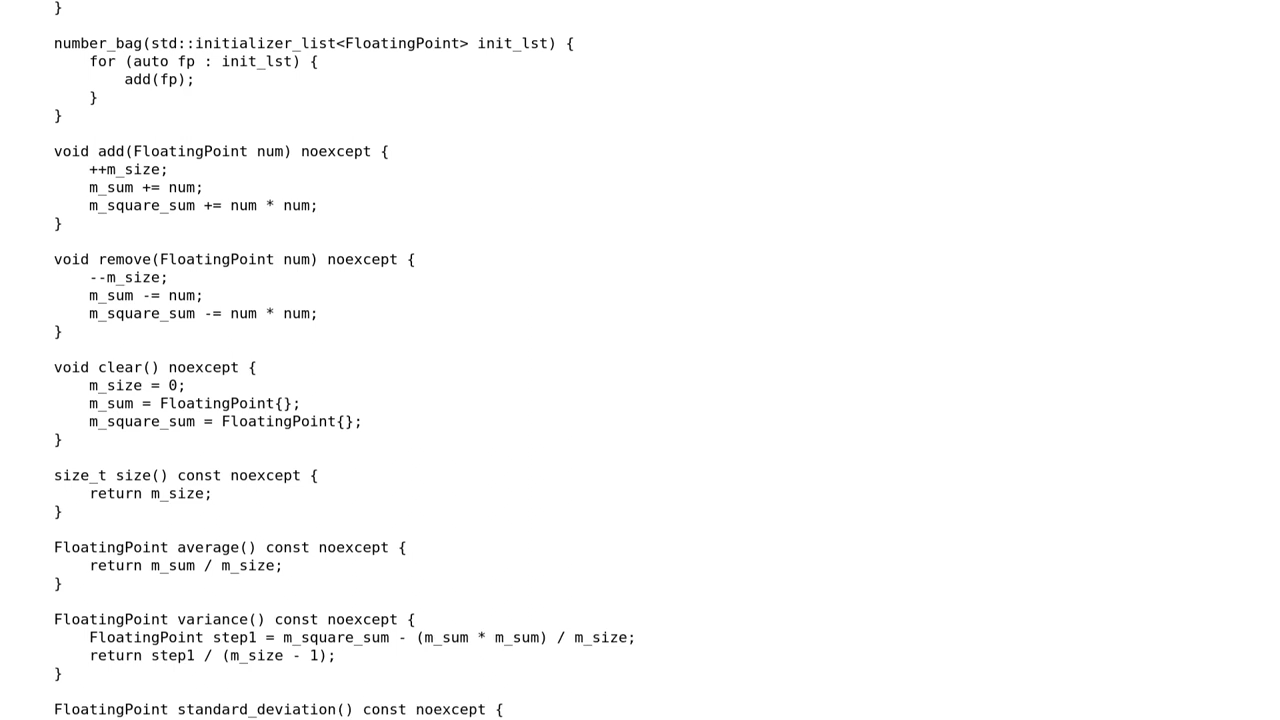 }

    number_bag(std::initializer_list<FloatingPoint> init_lst) {
        for (auto fp : init_lst) {
            add(fp);
        }
    }

    void add(FloatingPoint num) noexcept {
        ++m_size;
        m_sum += num;
        m_square_sum += num * num;
    }

    void remove(FloatingPoint num) noexcept {
        --m_size;
        m_sum -= num;
        m_square_sum -= num * num;
    }

    void clear() noexcept {
        m_size = 0;
        m_sum = FloatingPoint{};
        m_square_sum = FloatingPoint{};
    }

    size_t size() const noexcept {
        return m_size;
    }

    FloatingPoint average() const noexcept {
        return m_sum / m_size;
    }

    FloatingPoint variance() const noexcept {
        FloatingPoint step1 = m_square_sum - (m_sum * m_sum) / m_size;
        return step1 / (m_size - 1);
    }

    FloatingPoint standard_deviation() const noexcept {